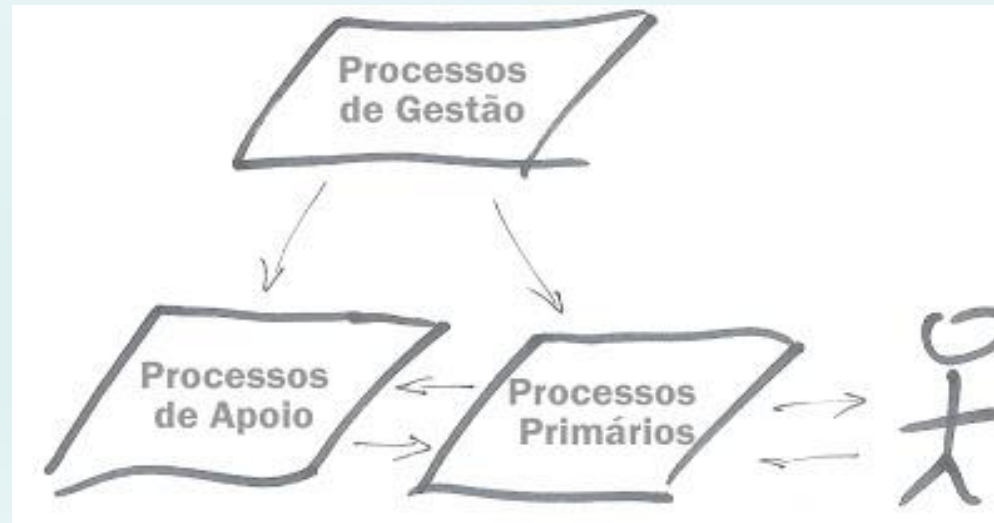 Processos
de Gestão
Processos
de Apoio
Processos
Primários